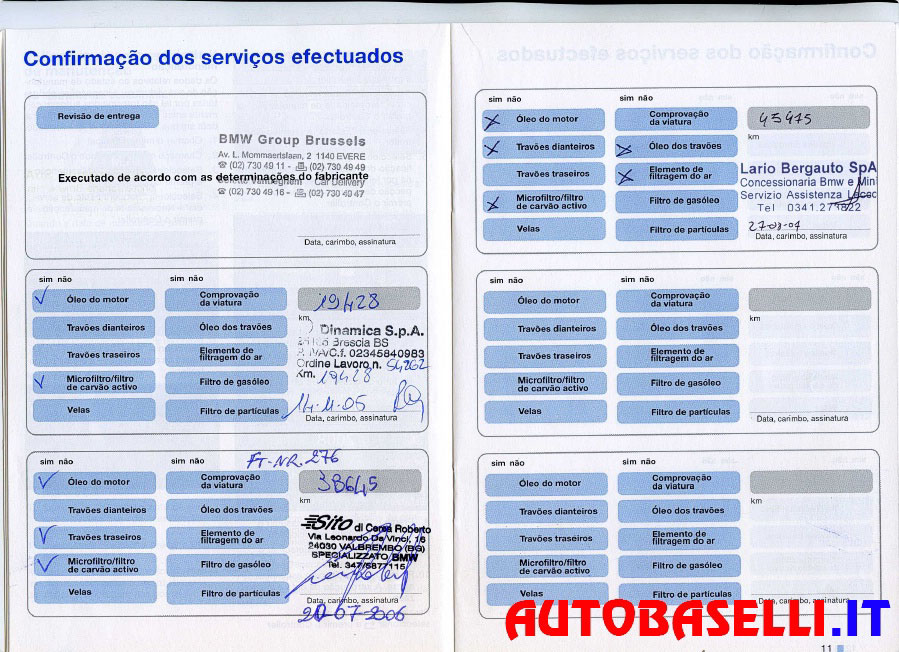 Confirmação dos serviços efectuados
Revisão de entrega
BMW Group Brussels
Av. L. Mommaertslaan, 2 1140 EVERE
(02) 730 49 11 - (02) 730 49 49
Executado de acordo com as determinações do fabricante
Car Delivery
(02) 730 49 16 - (02) 730 40 47
Data, carimbo, assinatura
sim não
sim não
Óleo do motor
Comprovação da viatura
19428
km
Travões dianteiros
Óleo dos travões
Dinamica S.p.A.
Brescia BS
Travões traseiros
Elemento de filtragem do ar
P. IVA/C.f. 02345840983
Ordine Lavoro n. 54262
Microfiltro/filtro de carvão activo
Filtro de gasóleo
Km. 19428
Velas
Filtro de partículas
14-11-05
Data, carimbo, assinatura
sim não
sim não
FT-NR. 276
Óleo do motor
Comprovação da viatura
38645
km
Travões dianteiros
Óleo dos travões
Sito di Cersa Roberto
Via Leonardo Da Vinci, 16
Travões traseiros
Elemento de filtragem do ar
24030 VALBREMBO (BG)
SPECIALIZZATO BMW
Microfiltro/filtro de carvão activo
Filtro de gasóleo
Tel. 347/5877115
Velas
Filtro de partículas
Data, carimbo, assinatura
20-07-2006
sim não
sim não
Óleo do motor
Comprovação da viatura
45475
km
Travões dianteiros
Óleo dos travões
Lario Bergauto SpA
Travões traseiros
Elemento de filtragem do ar
Concessionaria Bmw e Mini
Servizio Assistenza Lecco
Microfiltro/filtro de carvão activo
Filtro de gasóleo
Tel 0341.271822
Velas
Filtro de partículas
27-03-07
Data, carimbo, assinatura
sim não
sim não
Óleo do motor
Comprovação da viatura
km
Travões dianteiros
Óleo dos travões
Travões traseiros
Elemento de filtragem do ar
Microfiltro/filtro de carvão activo
Filtro de gasóleo
Velas
Filtro de partículas
Data, carimbo, assinatura
sim não
sim não
Óleo do motor
Comprovação da viatura
km
Travões dianteiros
Óleo dos travões
Travões traseiros
Elemento de filtragem do ar
Microfiltro/filtro de carvão activo
Filtro de gasóleo
Velas
Filtro de partículas
Data, carimbo, assinatura
AUTOBASELLI.IT
11